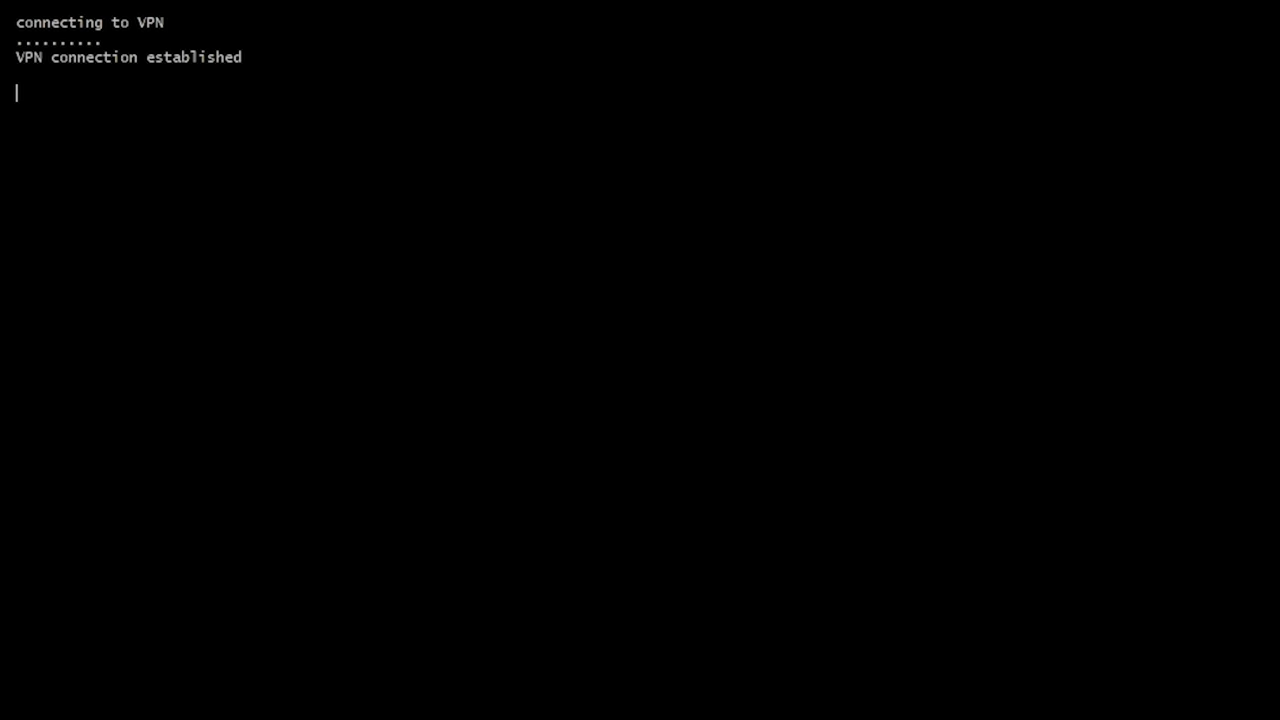 connecting to VPN
..........
VPN connection established